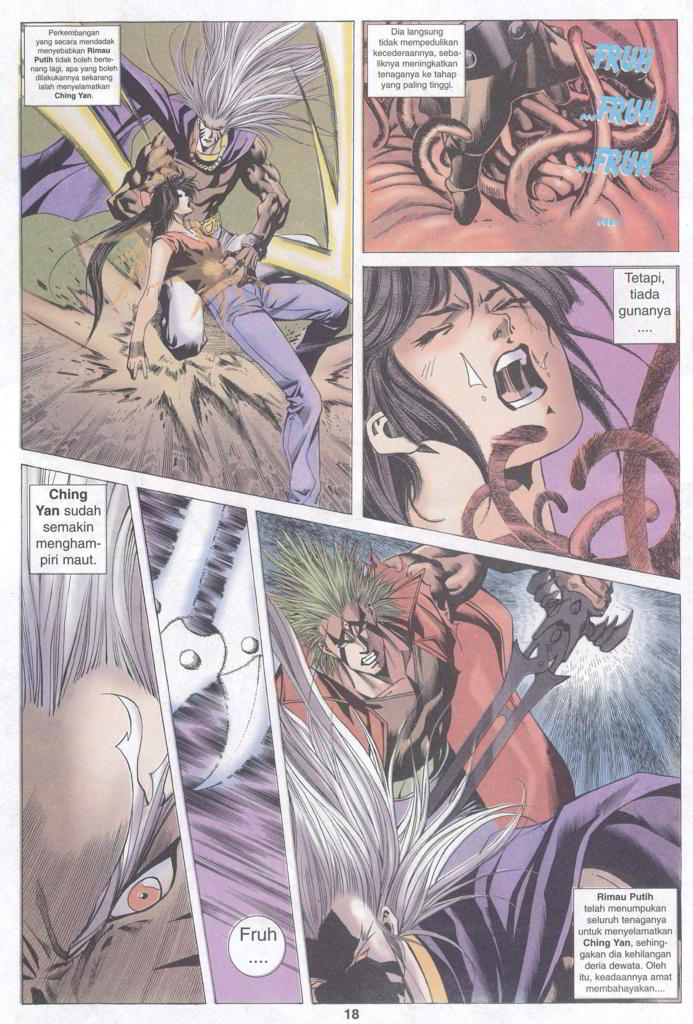 Perkembangan
yang secara mendadak
menyebabkan Rimau
Putih tidak boleh berte-
nang lagi, apa yang boleh
dilakukannya sekarang
ialah menyelamatkan
Ching Yan.
Dia langsung
tidak mempedulikan
kecederaannya, seba-
liknya meningkatkan
tenaganya ke tahap
yang paling tinggi.
FRUH
...FRUH
...FRUH
....
Tetapi,
tiada
gunanya
....
Ching
Yan sudah
semakin
mengham-
piri maut.
Fruh
....
Rimau Putih
telah menumpukan
seluruh tenaganya
untuk menyelamatkan
Ching Yan, sehing-
gakan dia kehilangan
deria dewata. Oleh
itu, keadaannya amat
membahayakan....
18